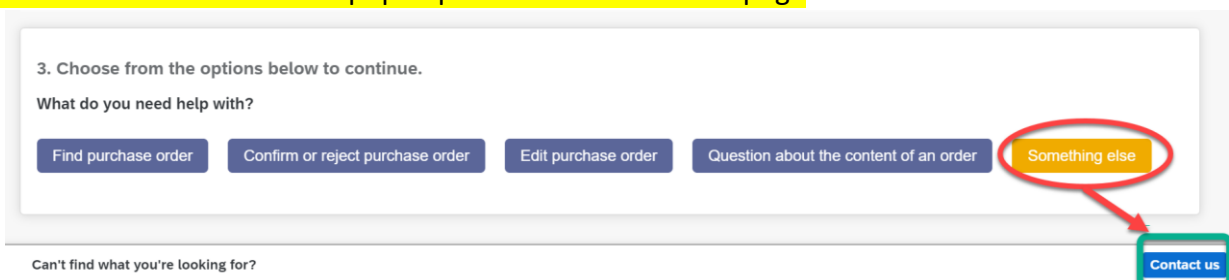 3. Choose from the options below to continue.
What do you need help with?
Find purchase order Confirm or reject purchase order Edit purchase order Question about the content of an order Something else
Can't find what you're looking for? Contact us